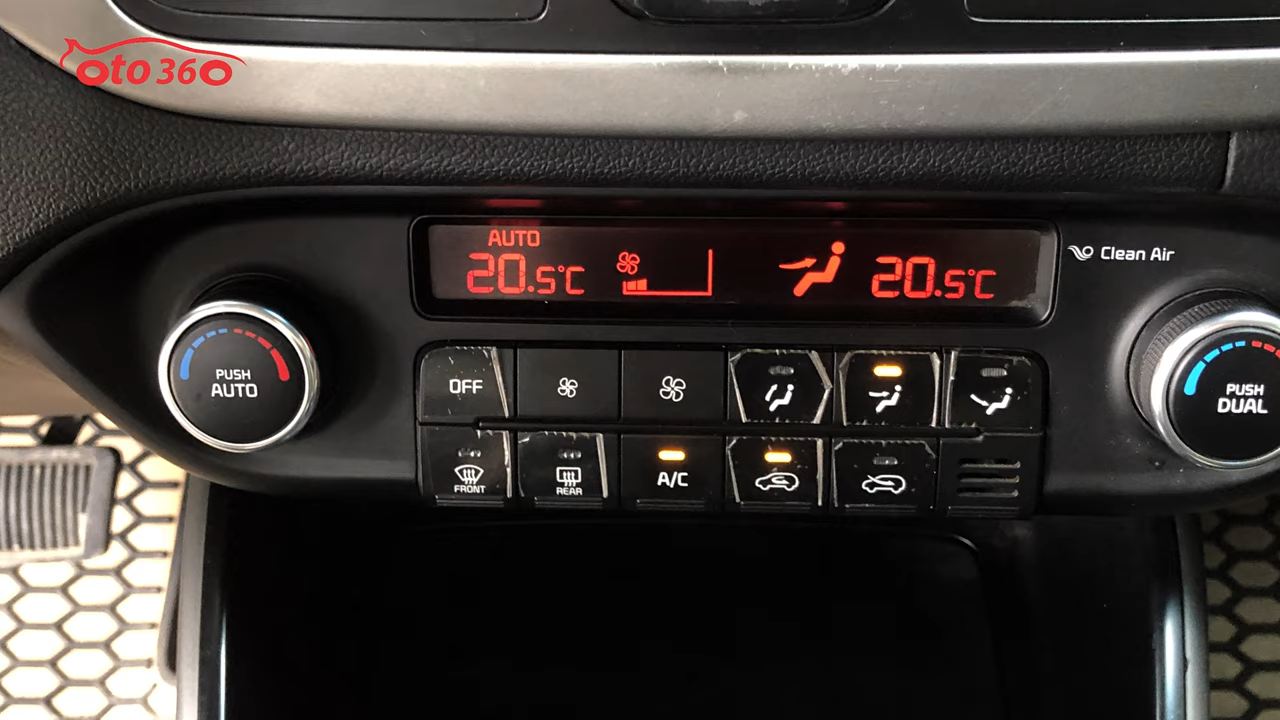 oto360
AUTO
20.5°C
20.5°C
Clean Air
PUSH
AUTO
OFF
PUSH
DUAL
FRONT
REAR
A/C